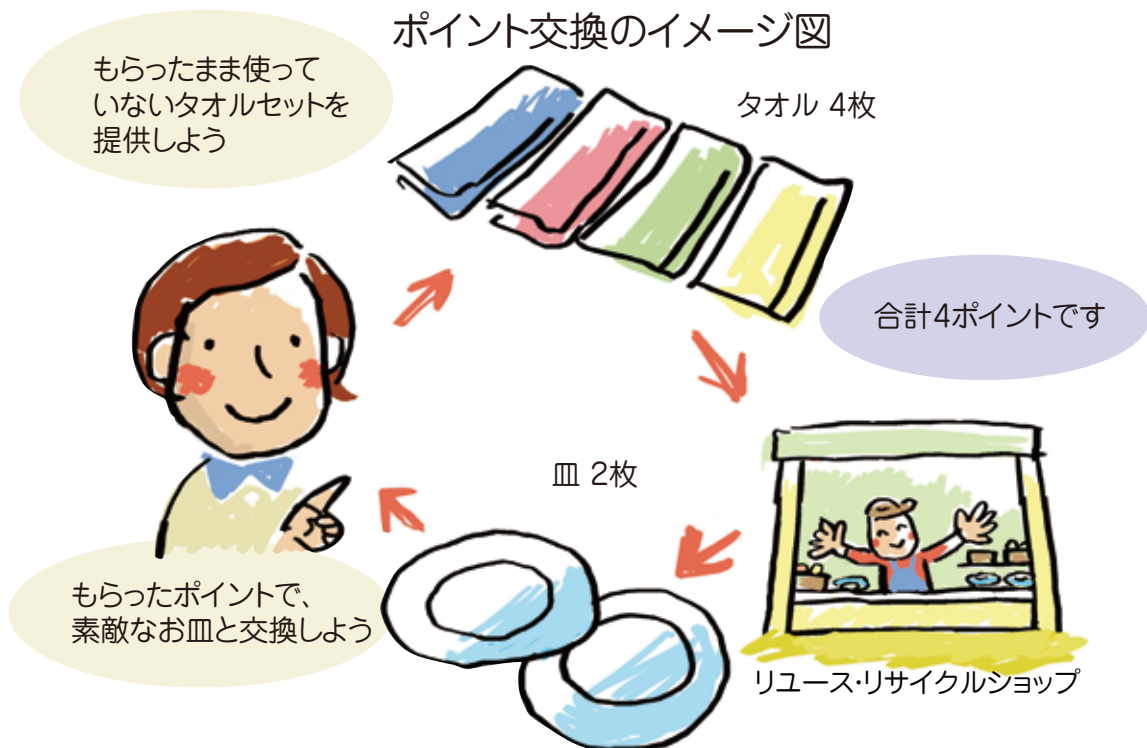 ポイント交換のイメージ図
もらったまま使って
いないタオルセットを
提供しよう
タオル 4枚
合計4ポイントです
皿 2枚
もらったポイントで、
素敵なお皿と交換しよう
リユース・リサイクルショップ